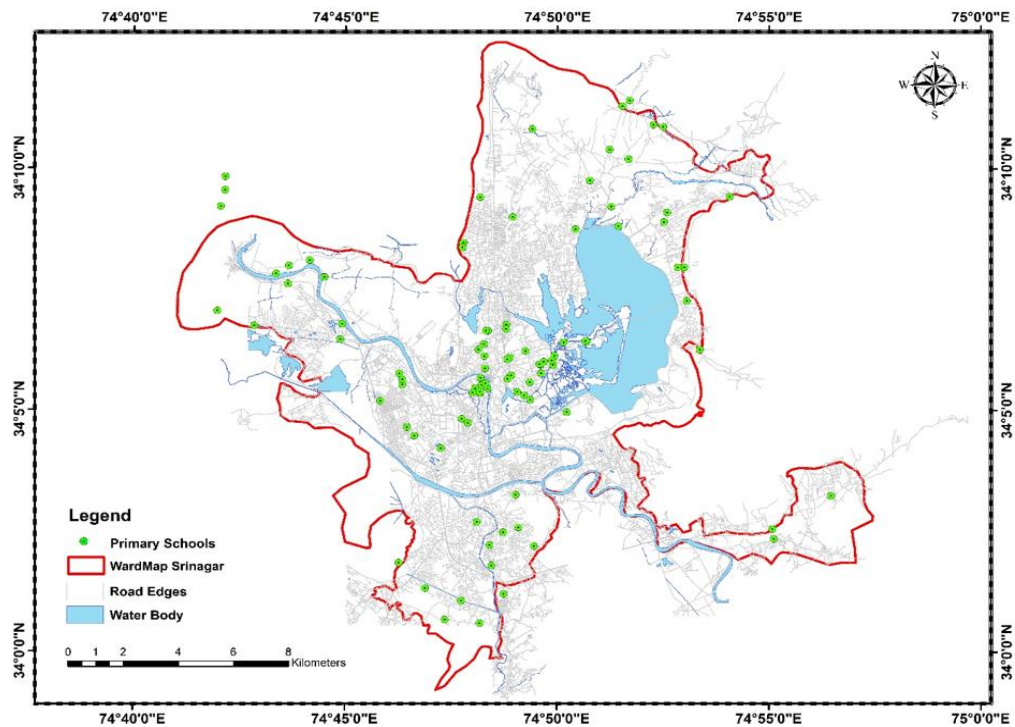 74°40'0"E 74°45'0"E 74°50'0"E 74°55'0"E 75°0'0"E
N
W E
S
34°10'0"N 34°10'0"N
34°5'0"N 34°5'0"N
34°0'0"N 34°0'0"N
Legend
Primary Schools
WardMap Srinagar
Road Edges
Water Body
0 1 2 4 6 8
Kilometers
74°40'0"E 74°45'0"E 74°50'0"E 74°55'0"E 75°0'0"E